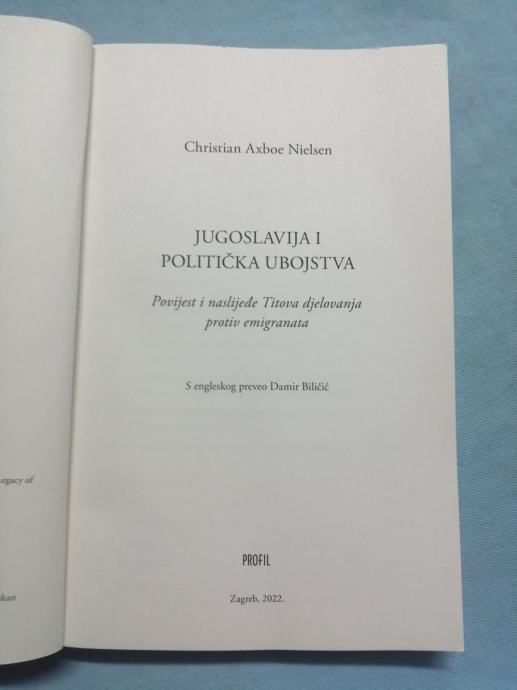 egacy of
kan
Christian Axboe Nielsen
JUGOSLAVIJA I
POLITIČKA UBOJSTVA
Povijest i naslijeđe Titova djelovanja
protiv emigranata
S engleskog preveo Damir Biličić
PROFIL
Zagreb, 2022.